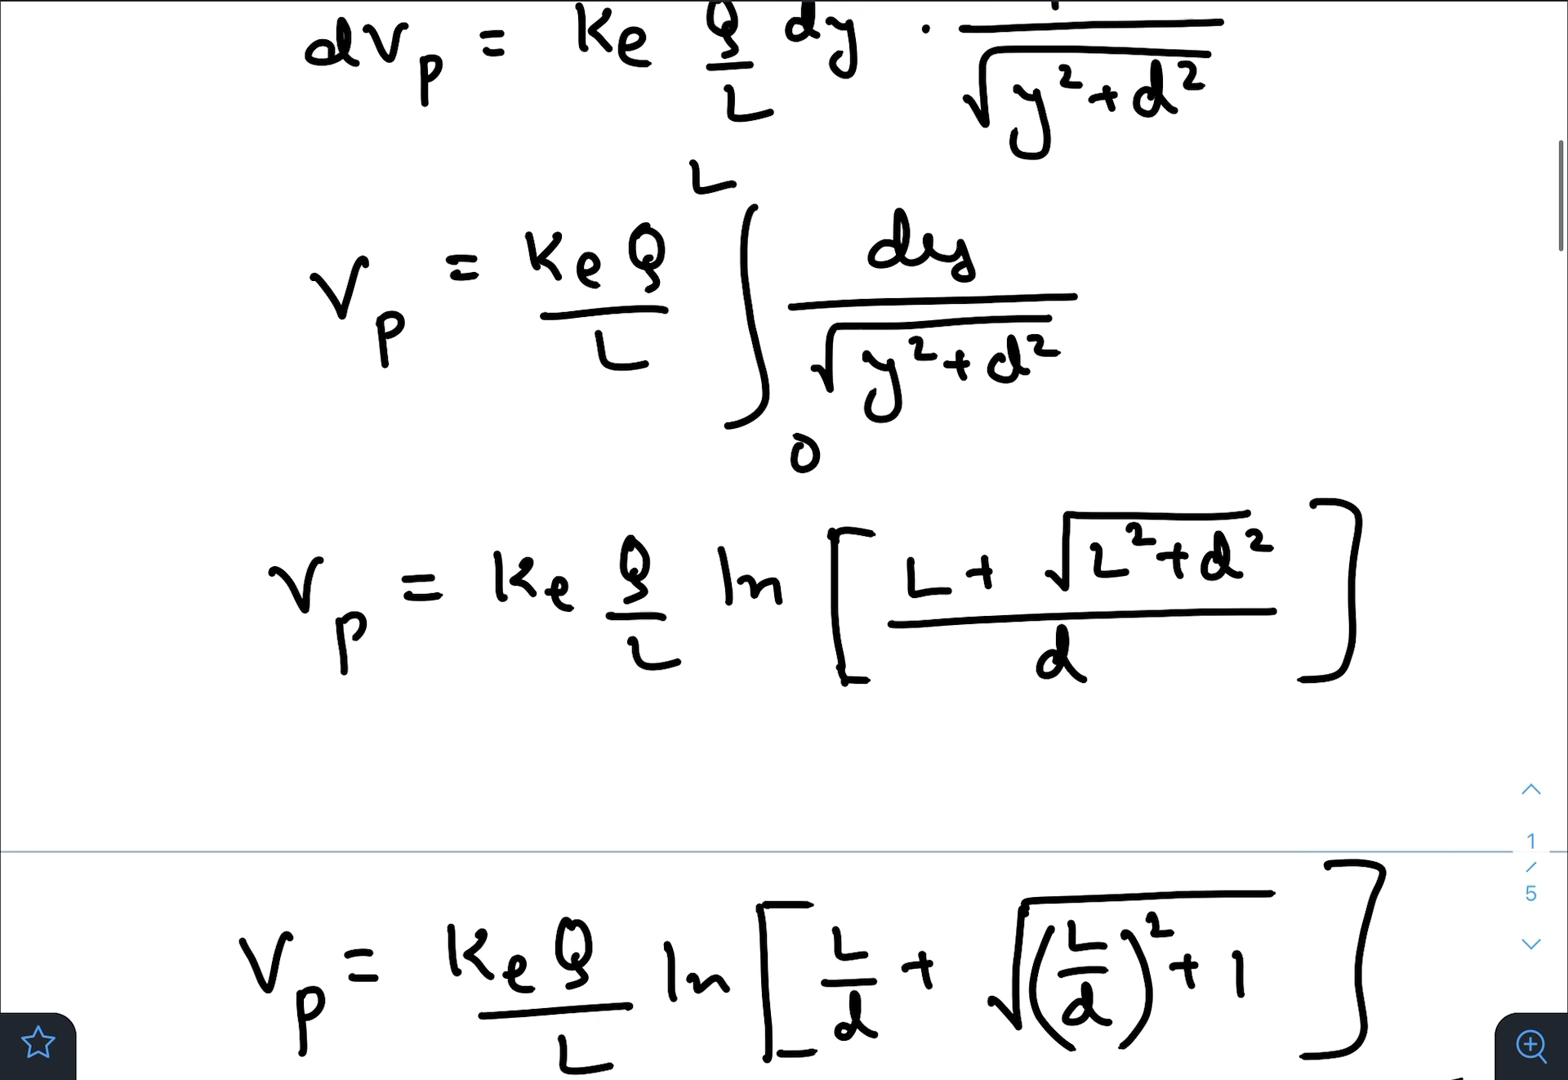 dV_p = k_e Q/L dy · 1/√(y²+d²)
V_p = k_e Q/L ∫₀ᴸ dy/√(y²+d²)
V_p = k_e Q/L ln [ (L + √(L²+d²))/d ]
1
/
5
V_p = k_e Q/L ln [ L/d + √((L/d)² + 1) ]